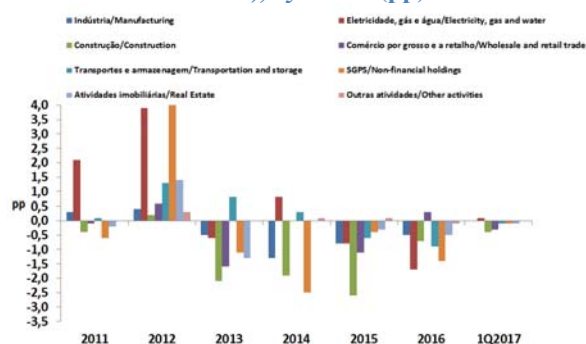 Indústria/Manufacturing
Eletricidade, gás e água/Electricity, gas and water
Construção/Construction
Comércio por grosso e a retalho/Wholesale and retail trade
Transportes e armazenagem/Transportation and storage
SGPS/Non-financial holdings
Atividades imobiliárias/Real Estate
Outras atividades/Other activities
4,0
3,5
3,0
2,5
2,0
1,5
1,0
0,5
pp
0,0
-0,5
-1,0
-1,5
-2,0
-2,5
-3,0
-3,5
2011 2012 2013 2014 2015 2016 1Q2017